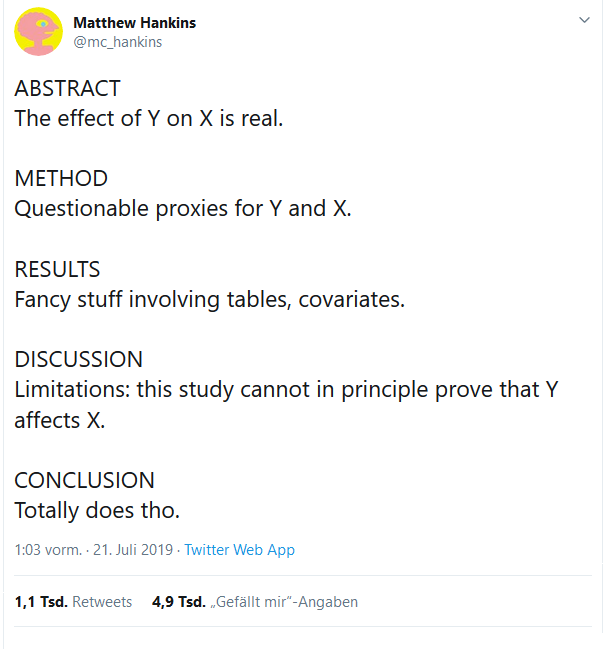 Matthew Hankins
@mc_hankins
ABSTRACT
The effect of Y on X is real.
METHOD
Questionable proxies for Y and X.
RESULTS
Fancy stuff involving tables, covariates.
DISCUSSION
Limitations: this study cannot in principle prove that Y
affects X.
CONCLUSION
Totally does tho.
1:03 vorm. · 21. Juli 2019 · Twitter Web App
1,1 Tsd. Retweets 4,9 Tsd. „Gefällt mir“-Angaben